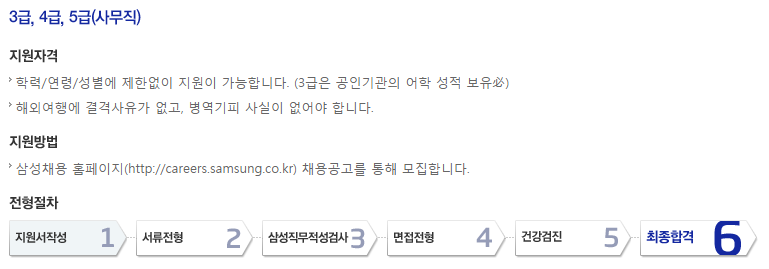 3급, 4급, 5급(사무직)
지원자격
학력/연령/성별에 제한없이 지원이 가능합니다. (3급은 공인기관의 어학 성적 보유必)
해외여행에 결격사유가 없고, 병역기피 사실이 없어야 합니다.
지원방법
삼성채용 홈페이지(http://careers.samsung.co.kr) 채용공고를 통해 모집합니다.
전형절차
지원서작성 1 서류전형 2 삼성직무적성검사 3 면접전형 4 건강검진 5 최종합격 6